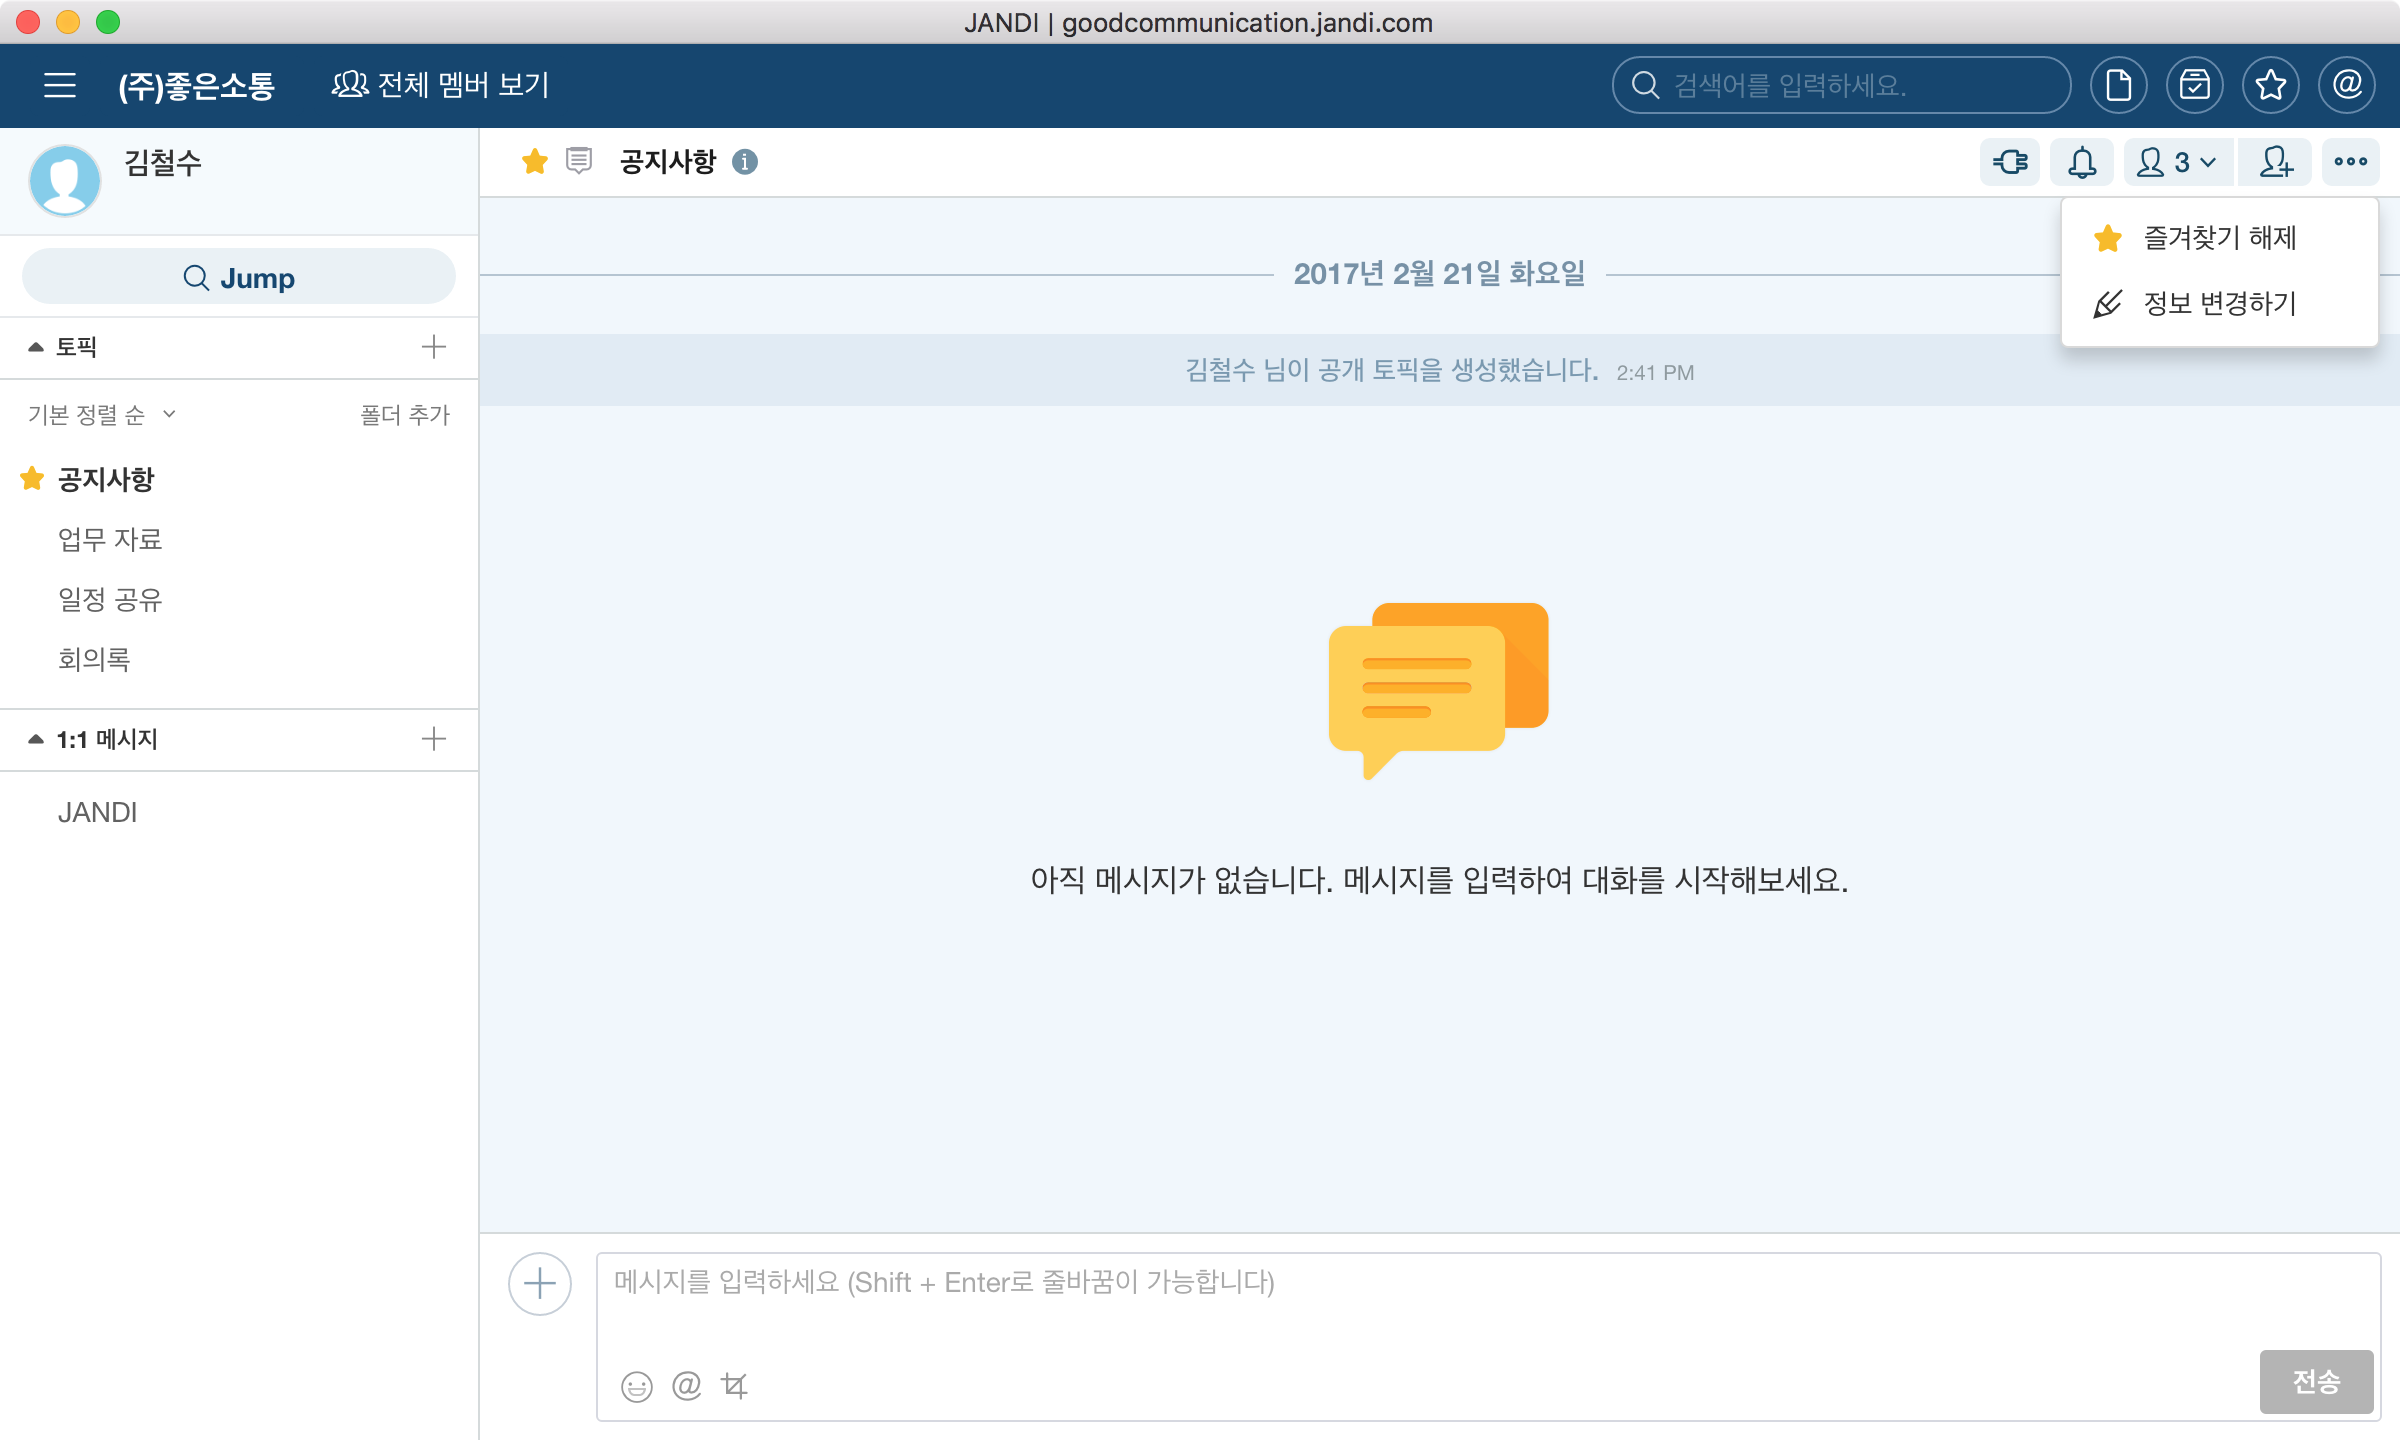 JANDI | goodcommunication.jandi.com
(주)좋은소통
전체 멤버 보기
검색어를 입력하세요.
김철수
Jump
토픽
기본 정렬 순
폴더 추가
공지사항
업무 자료
일정 공유
회의록
1:1 메시지
JANDI
공지사항
3
즐겨찾기 해제
정보 변경하기
2017년 2월 21일 화요일
김철수 님이 공개 토픽을 생성했습니다. 2:41 PM
아직 메시지가 없습니다. 메시지를 입력하여 대화를 시작해보세요.
메시지를 입력하세요 (Shift + Enter로 줄바꿈이 가능합니다)
전송